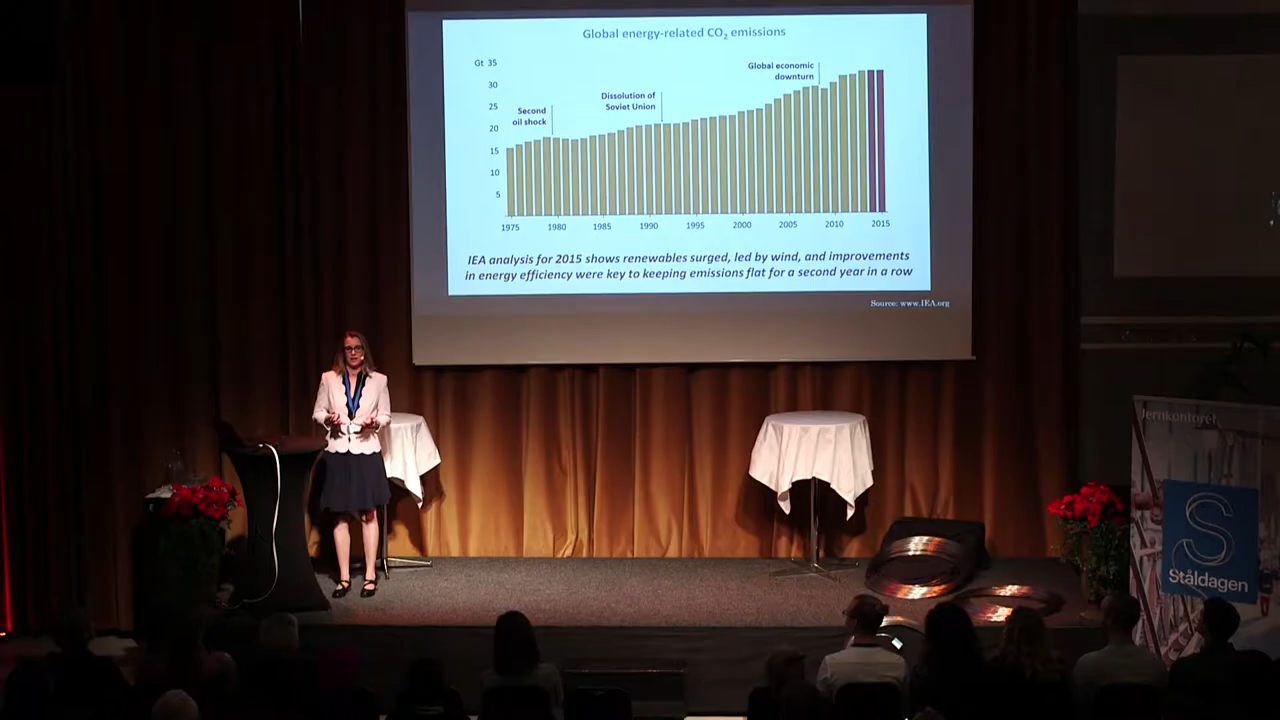 Global energy-related CO₂ emissions
Gt 35
30
25
20
15
10
5
Second
oil shock
Dissolution of
Soviet Union
Global economic
downturn
1975 1980 1985 1990 1995 2000 2005 2010 2015
IEA analysis for 2015 shows renewables surged, led by wind, and improvements
in energy efficiency were key to keeping emissions flat for a second year in a row
Source: www.IEA.org
Jernkontoret
S
Ståldagen